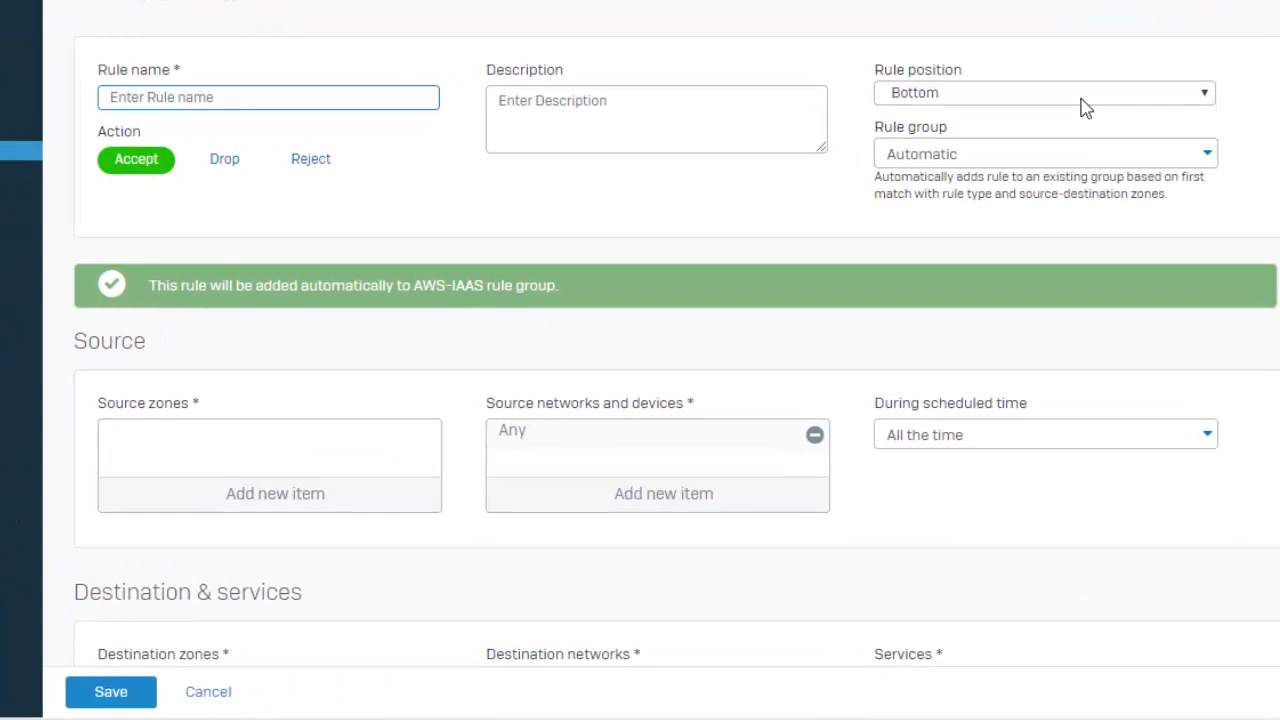 Rule name *
Enter Rule name
Action
Accept
Drop
Reject
Description
Enter Description
Rule position
Bottom
Rule group
Automatic
Automatically adds rule to an existing group based on first
match with rule type and source-destination zones.
This rule will be added automatically to AWS-IAAS rule group.
Source
Source zones *
Add new item
Source networks and devices *
Any
Add new item
During scheduled time
All the time
Destination & services
Destination zones *
Destination networks *
Services *
Save
Cancel